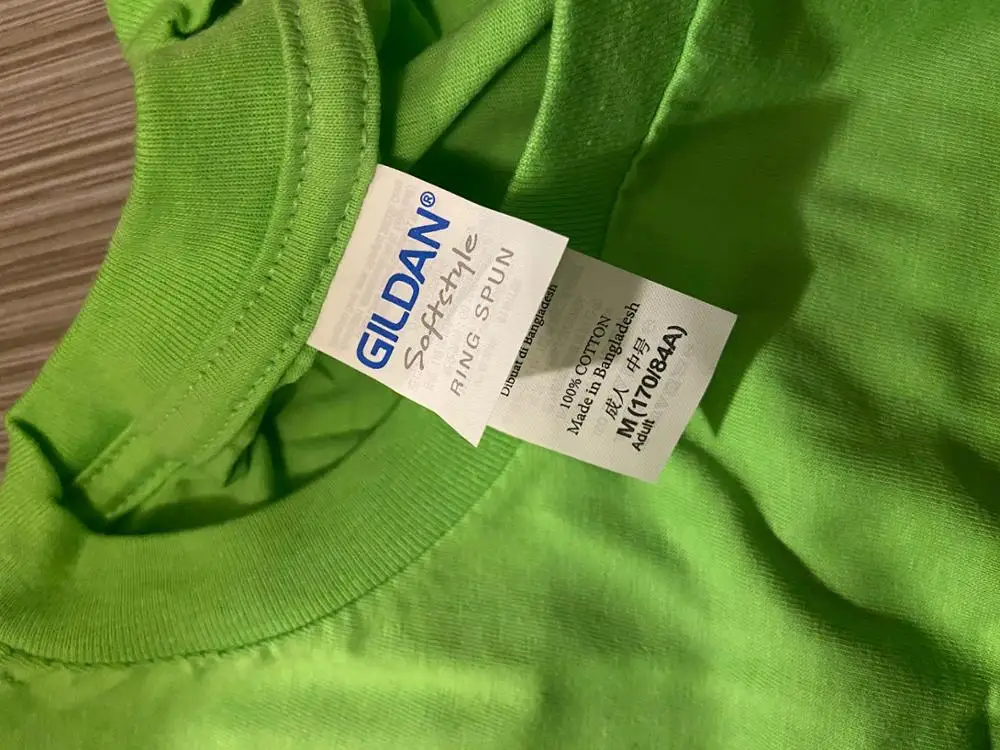 GILDAN®
Softstyle
RING SPUN
Dibuat di Bangladesh
100% COTTON
Made in Bangladesh
成人 中号
M (170/84A)
Adult